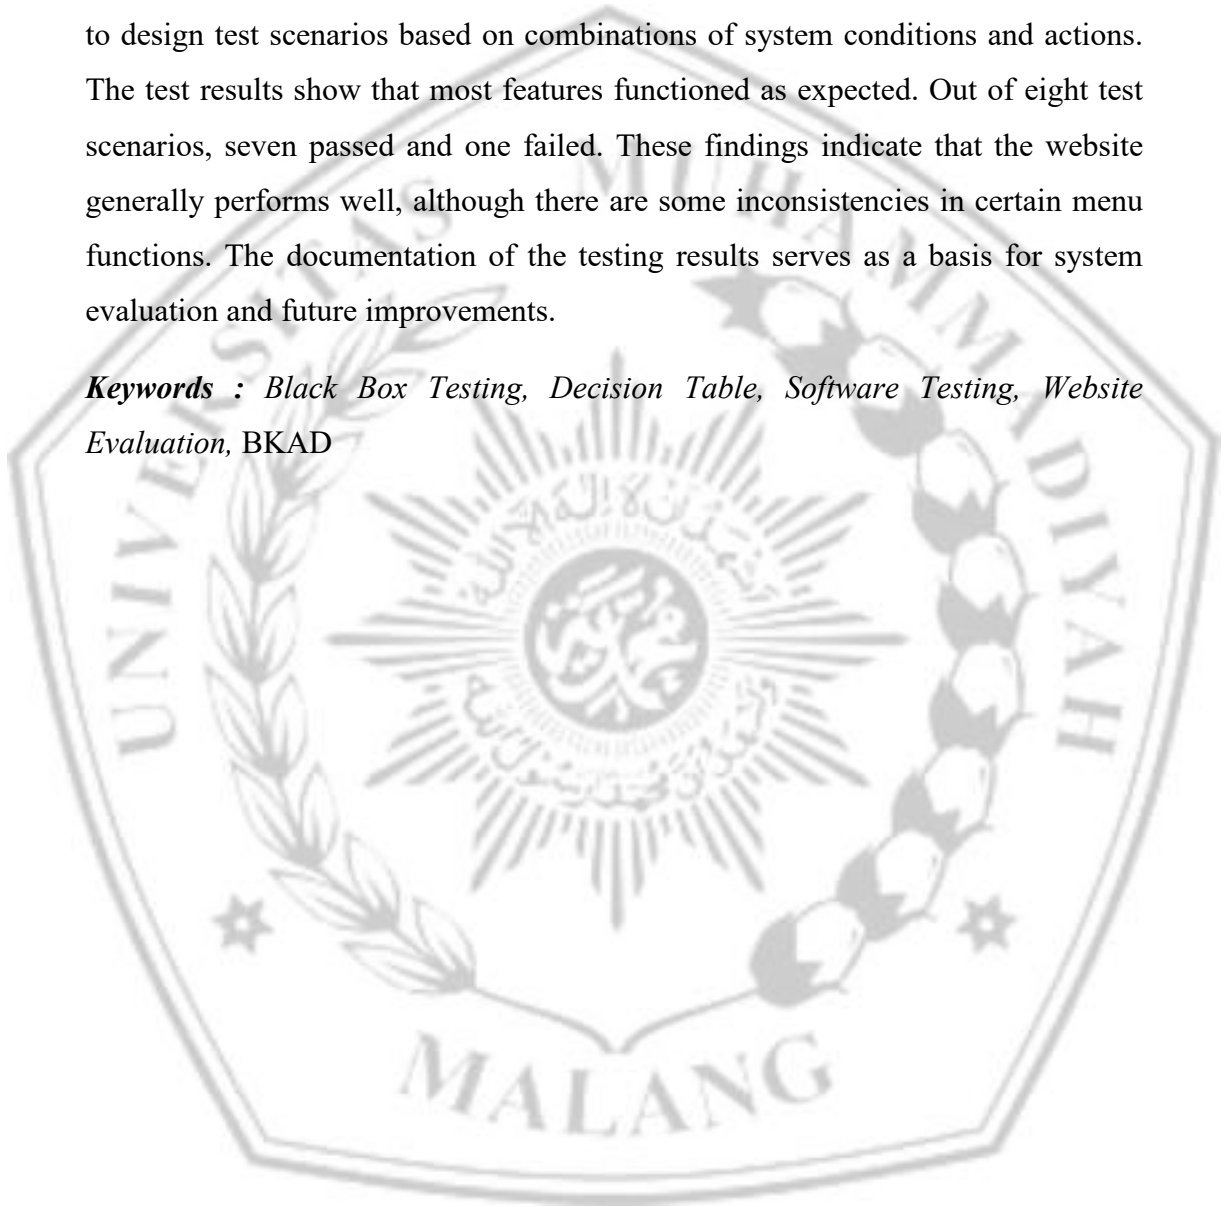 to design test scenarios based on combinations of system conditions and actions.
The test results show that most features functioned as expected. Out of eight test
scenarios, seven passed and one failed. These findings indicate that the website
generally performs well, although there are some inconsistencies in certain menu
functions. The documentation of the testing results serves as a basis for system
evaluation and future improvements.
Keywords : Black Box Testing, Decision Table, Software Testing, Website
Evaluation, BKAD
UNIVERSITAS MUHAMMADIYAH
MALANG